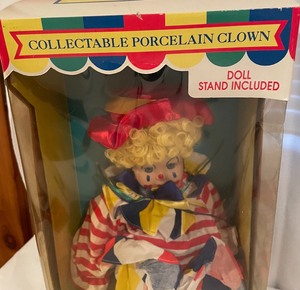 COLLECTABLE PORCELAIN CLOWN
DOLL
STAND INCLUDED